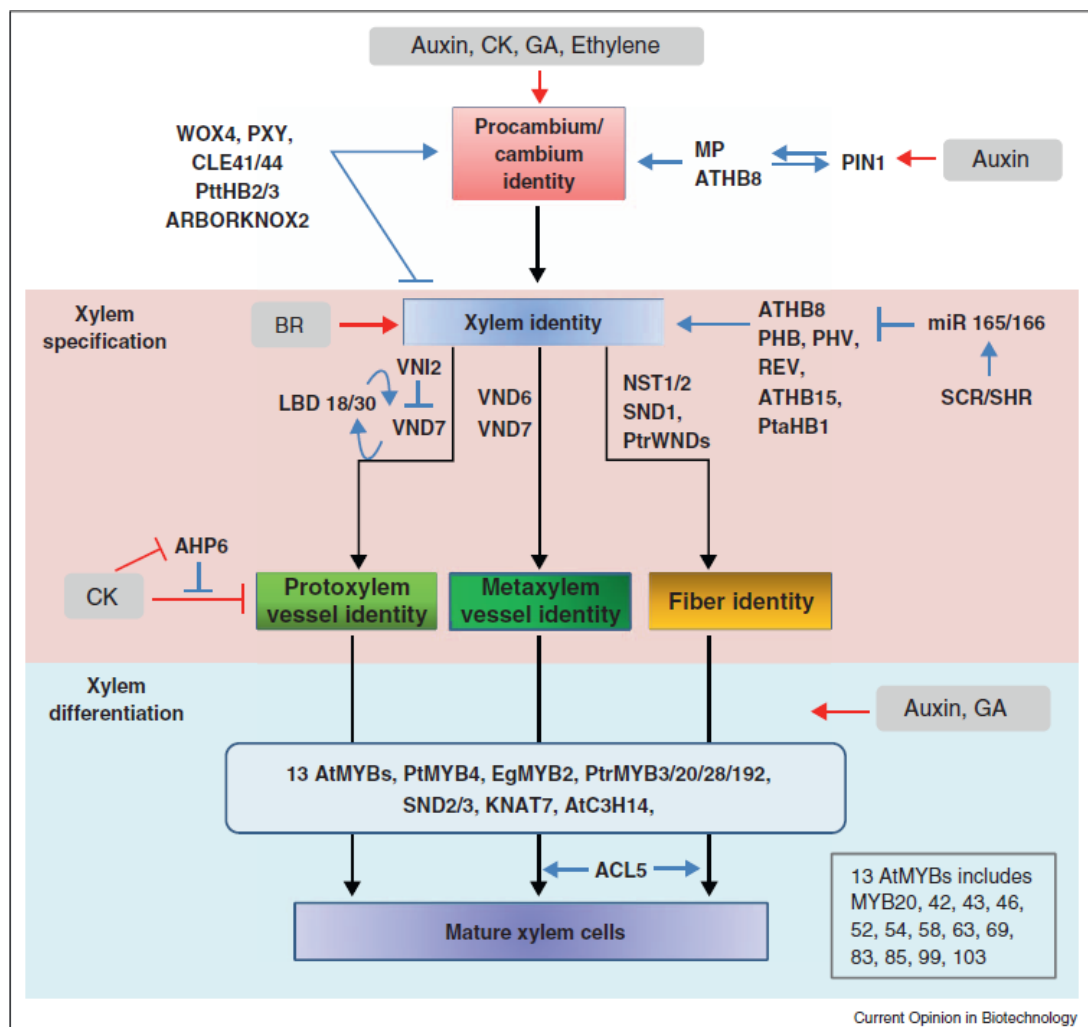 Auxin, CK, GA, Ethylene
WOX4, PXY,
CLE41/44
PttHB2/3
ARBORKNOX2
Procambium/
cambium
identity
MP
ATHB8
PIN1
Auxin
Xylem
specification
BR
Xylem identity
ATHB8
PHB, PHV,
REV,
ATHB15,
PtaHB1
miR 165/166
SCR/SHR
VNI2
LBD 18/30
VND7
VND6
VND7
NST1/2
SND1,
PtrWNDs
AHP6
CK
Protoxylem
vessel identity
Metaxylem
vessel identity
Fiber identity
Xylem
differentiation
Auxin, GA
13 AtMYBs, PtMYB4, EgMYB2, PtrMYB3/20/28/192,
SND2/3, KNAT7, AtC3H14,
ACL5
Mature xylem cells
13 AtMYBs includes
MYB20, 42, 43, 46,
52, 54, 58, 63, 69,
83, 85, 99, 103
Current Opinion in Biotechnology